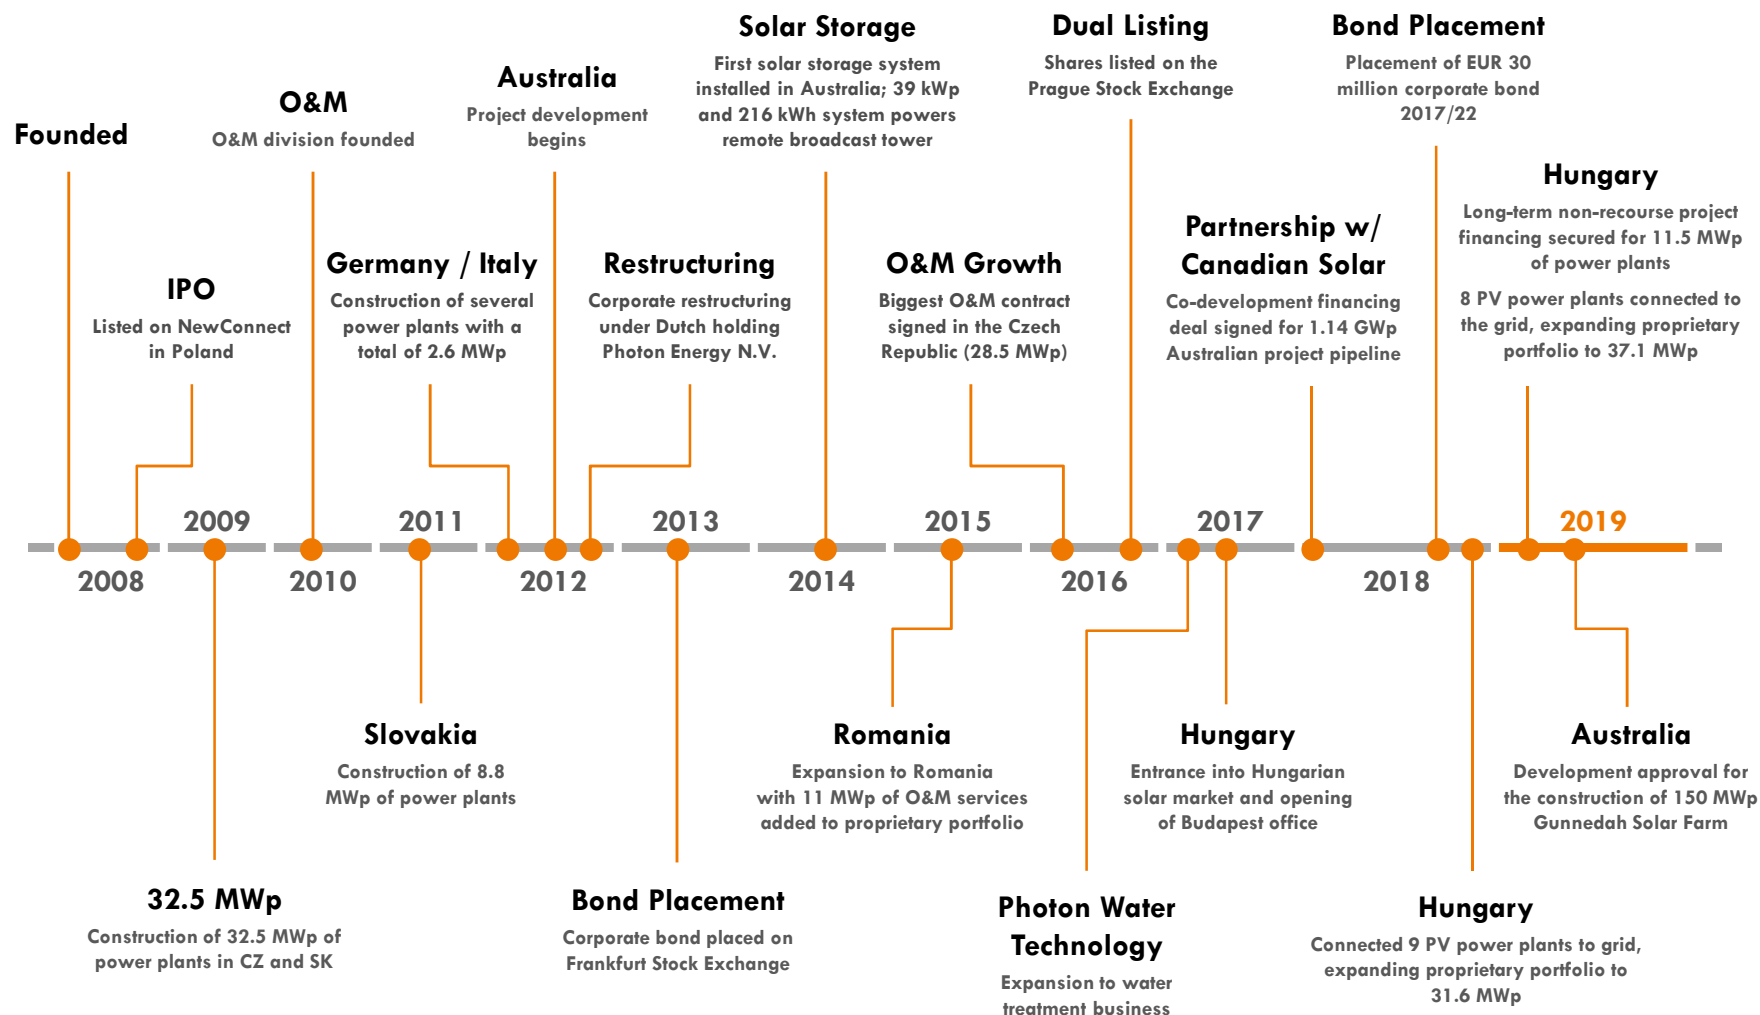 Founded
IPO
Listed on NewConnect
in Poland
O&M
O&M division founded
Germany / Italy
Construction of several
power plants with a
total of 2.6 MWp
Australia
Project development
begins
Restructuring
Corporate restructuring
under Dutch holding
Photon Energy N.V.
Solar Storage
First solar storage system
installed in Australia; 39 kWp
and 216 kWh system powers
remote broadcast tower
O&M Growth
Biggest O&M contract
signed in the Czech
Republic (28.5 MWp)
Dual Listing
Shares listed on the
Prague Stock Exchange
Partnership w/
Canadian Solar
Co-development financing
deal signed for 1.14 GWp
Australian project pipeline
Bond Placement
Placement of EUR 30
million corporate bond
2017/22
Hungary
Long-term non-recourse project
financing secured for 11.5 MWp
of power plants
8 PV power plants connected to
the grid, expanding proprietary
portfolio to 37.1 MWp
2008
2009
2010
2011
2012
2013
2014
2015
2016
2017
2018
2019
32.5 MWp
Construction of 32.5 MWp of
power plants in CZ and SK
Slovakia
Construction of 8.8
MWp of power plants
Bond Placement
Corporate bond placed on
Frankfurt Stock Exchange
Romania
Expansion to Romania
with 11 MWp of O&M services
added to proprietary portfolio
Photon Water
Technology
Expansion to water
treatment business
Hungary
Entrance into Hungarian
solar market and opening
of Budapest office
Hungary
Connected 9 PV power plants to grid,
expanding proprietary portfolio to
31.6 MWp
Australia
Development approval for
the construction of 150 MWp
Gunnedah Solar Farm